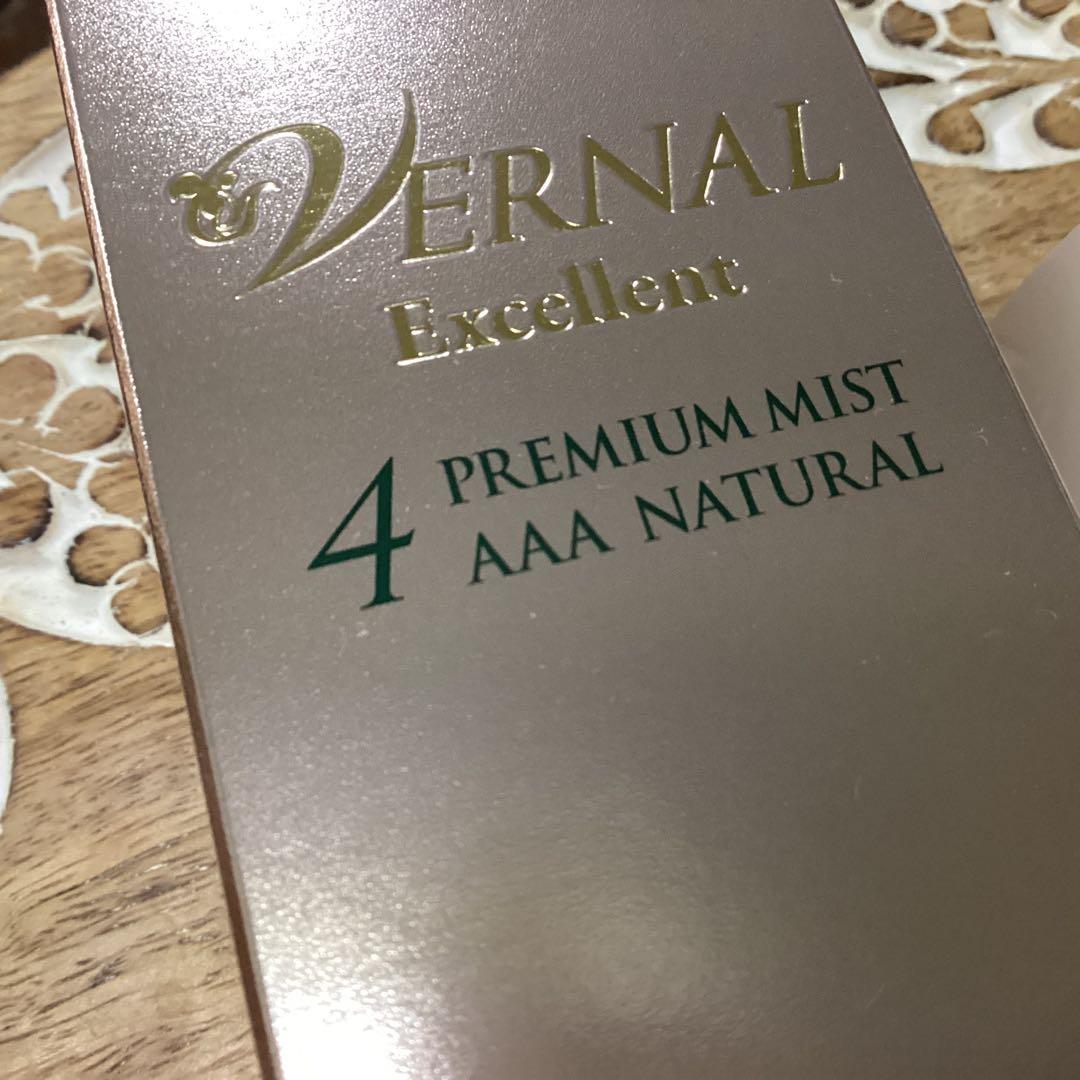 VERNAL
Excellent
4 PREMIUM MIST
AAA NATURAL